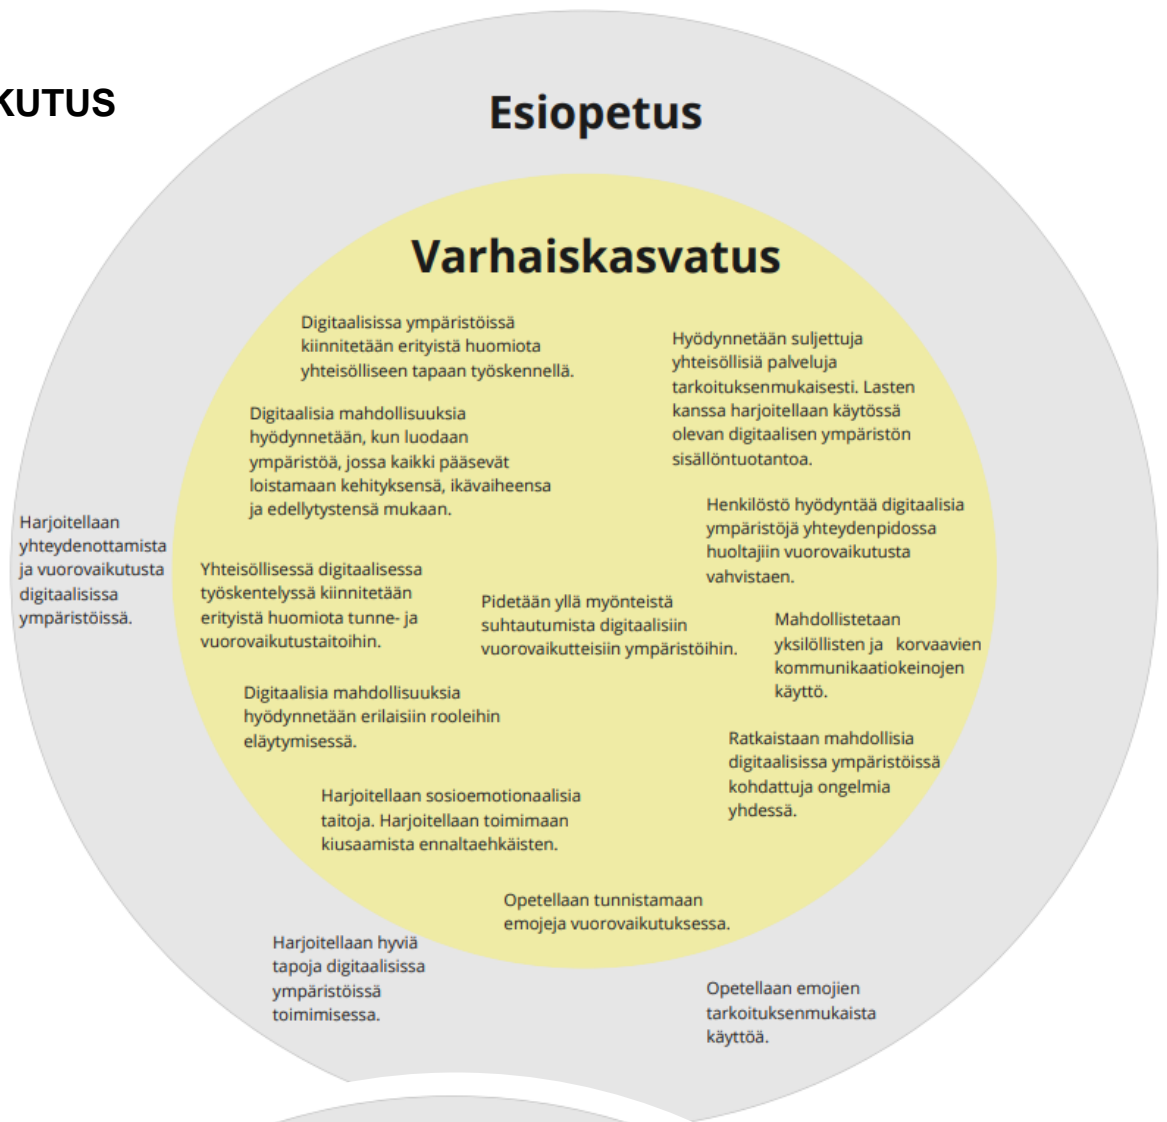 KUTUS
Esiopetus
Varhaiskasvatus
Digitaalisissa ympäristöissä
kiinnitetään erityistä huomiota
yhteisölliseen tapaan työskennellä.
Hyödynnetään suljettuja
yhteisöllisiä palveluja
tarkoituksenmukaisesti. Lasten
kanssa harjoitellaan käytössä
olevan digitaalisen ympäristön
sisällöntuotantoa.
Digitaalisia mahdollisuuksia
hyödynnetään, kun luodaan
ympäristöä, jossa kaikki pääsevät
loistamaan kehityksensä, ikävaiheensa
ja edellytystensä mukaan.
Henkilöstö hyödyntää digitaalisia
ympäristöjä yhteydenpidossa
huoltajiin vuorovaikutusta
vahvistaen.
Harjoitellaan
yhteydenottamista
ja vuorovaikutusta
digitaalisissa
ympäristöissä.
Yhteisöllisessä digitaalisessa
työskentelyssä kiinnitetään
erityistä huomiota tunne- ja
vuorovaikutustaitoihin.
Pidetään yllä myönteistä
suhtautumista digitaalisiin
vuorovaikutteisiin ympäristöihin.
Mahdollistetaan
yksilöllisten ja korvaavien
kommunikaatiokeinojen
käyttö.
Digitaalisia mahdollisuuksia
hyödynnetään erilaisiin rooleihin
eläytymisessä.
Ratkaistaan mahdollisia
digitaalisissa ympäristöissä
kohdattuja ongelmia
yhdessä.
Harjoitellaan sosioemotionaalisia
taitoja. Harjoitellaan toimimaan
kiusaamista ennaltaehkäisten.
Opetellaan tunnistamaan
emojeja vuorovaikutuksessa.
Harjoitellaan hyviä
tapoja digitaalisissa
ympäristöissä
toimimisessa.
Opetellaan emojien
tarkoituksenmukaista
käyttöä.